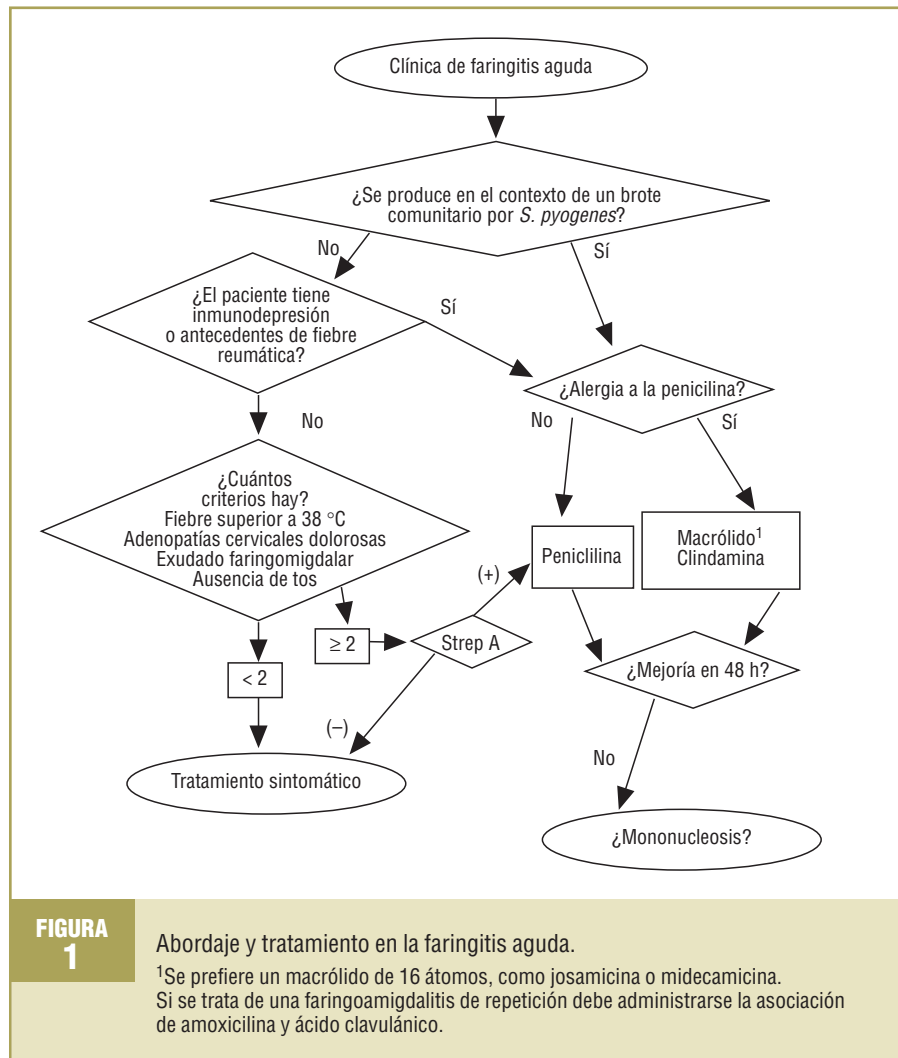 Clínica de faringitis aguda
¿Se produce en el contexto de un brote
comunitario por S. pyogenes?
No
Sí
¿El paciente tiene
inmunodepresión
o antecedentes de fiebre
reumática?
Sí
¿Alergia a la penicilina?
No
No
Sí
¿Cuántos
criterios hay?
Fiebre superior a 38 °C
Adenopatías cervicales dolorosas
Exudado faringomigdalar
Ausencia de tos
Peniclilina
Macrólido¹
Clindamina
(+)
≥ 2
Strep A
< 2
¿Mejoría en 48 h?
(–)
No
Tratamiento sintomático
¿Mononucleosis?
FIGURA
1
Abordaje y tratamiento en la faringitis aguda.
¹Se prefiere un macrólido de 16 átomos, como josamicina o midecamicina.
Si se trata de una faringoamigdalitis de repetición debe administrarse la asociación
de amoxicilina y ácido clavulánico.